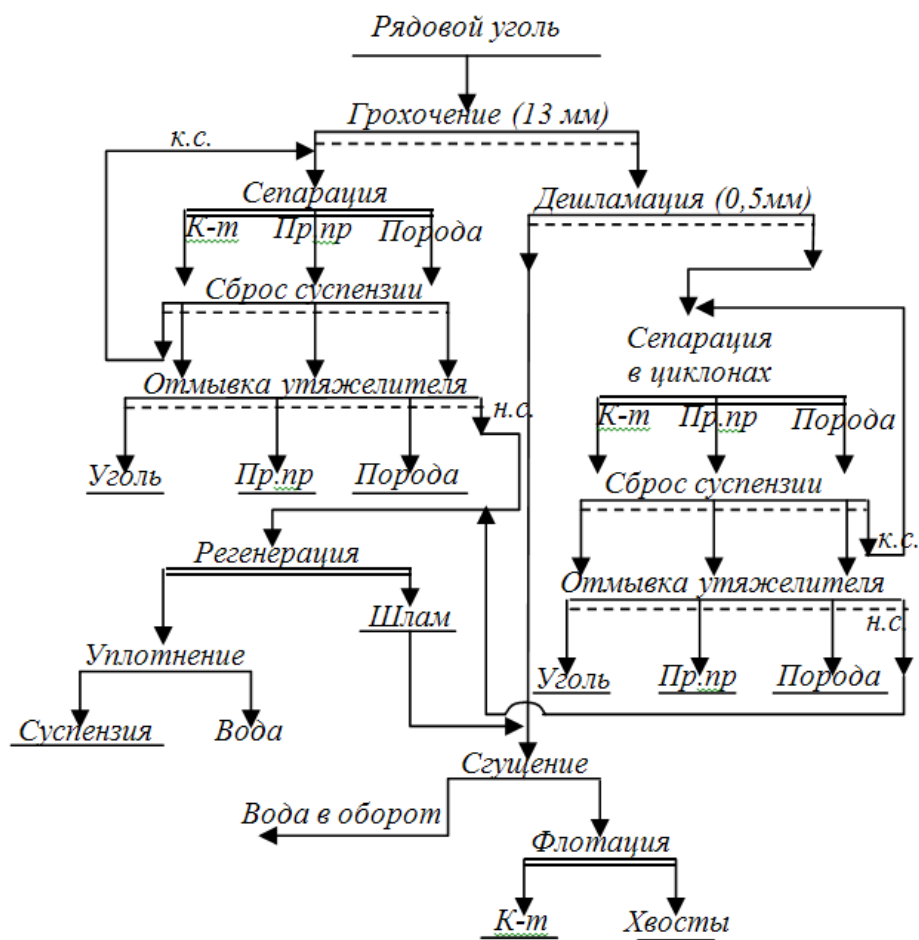 Рядовой уголь
Грохочение (13 мм)
к.с.
Сепарация
Дешламация (0,5мм)
К-т
Пр.пр
Порода
Сброс суспензии
Сепарация
в циклонах
Отмывка утяжелителя
н.с.
К-т
Пр.пр
Порода
Уголь
Пр.пр
Порода
Сброс суспензии
к.с.
Регенерация
Отмывка утяжелителя
Шлам
н.с.
Уплотнение
Уголь
Пр.пр
Порода
Суспензия
Вода
Сгущение
Вода в оборот
Флотация
К-т
Хвосты